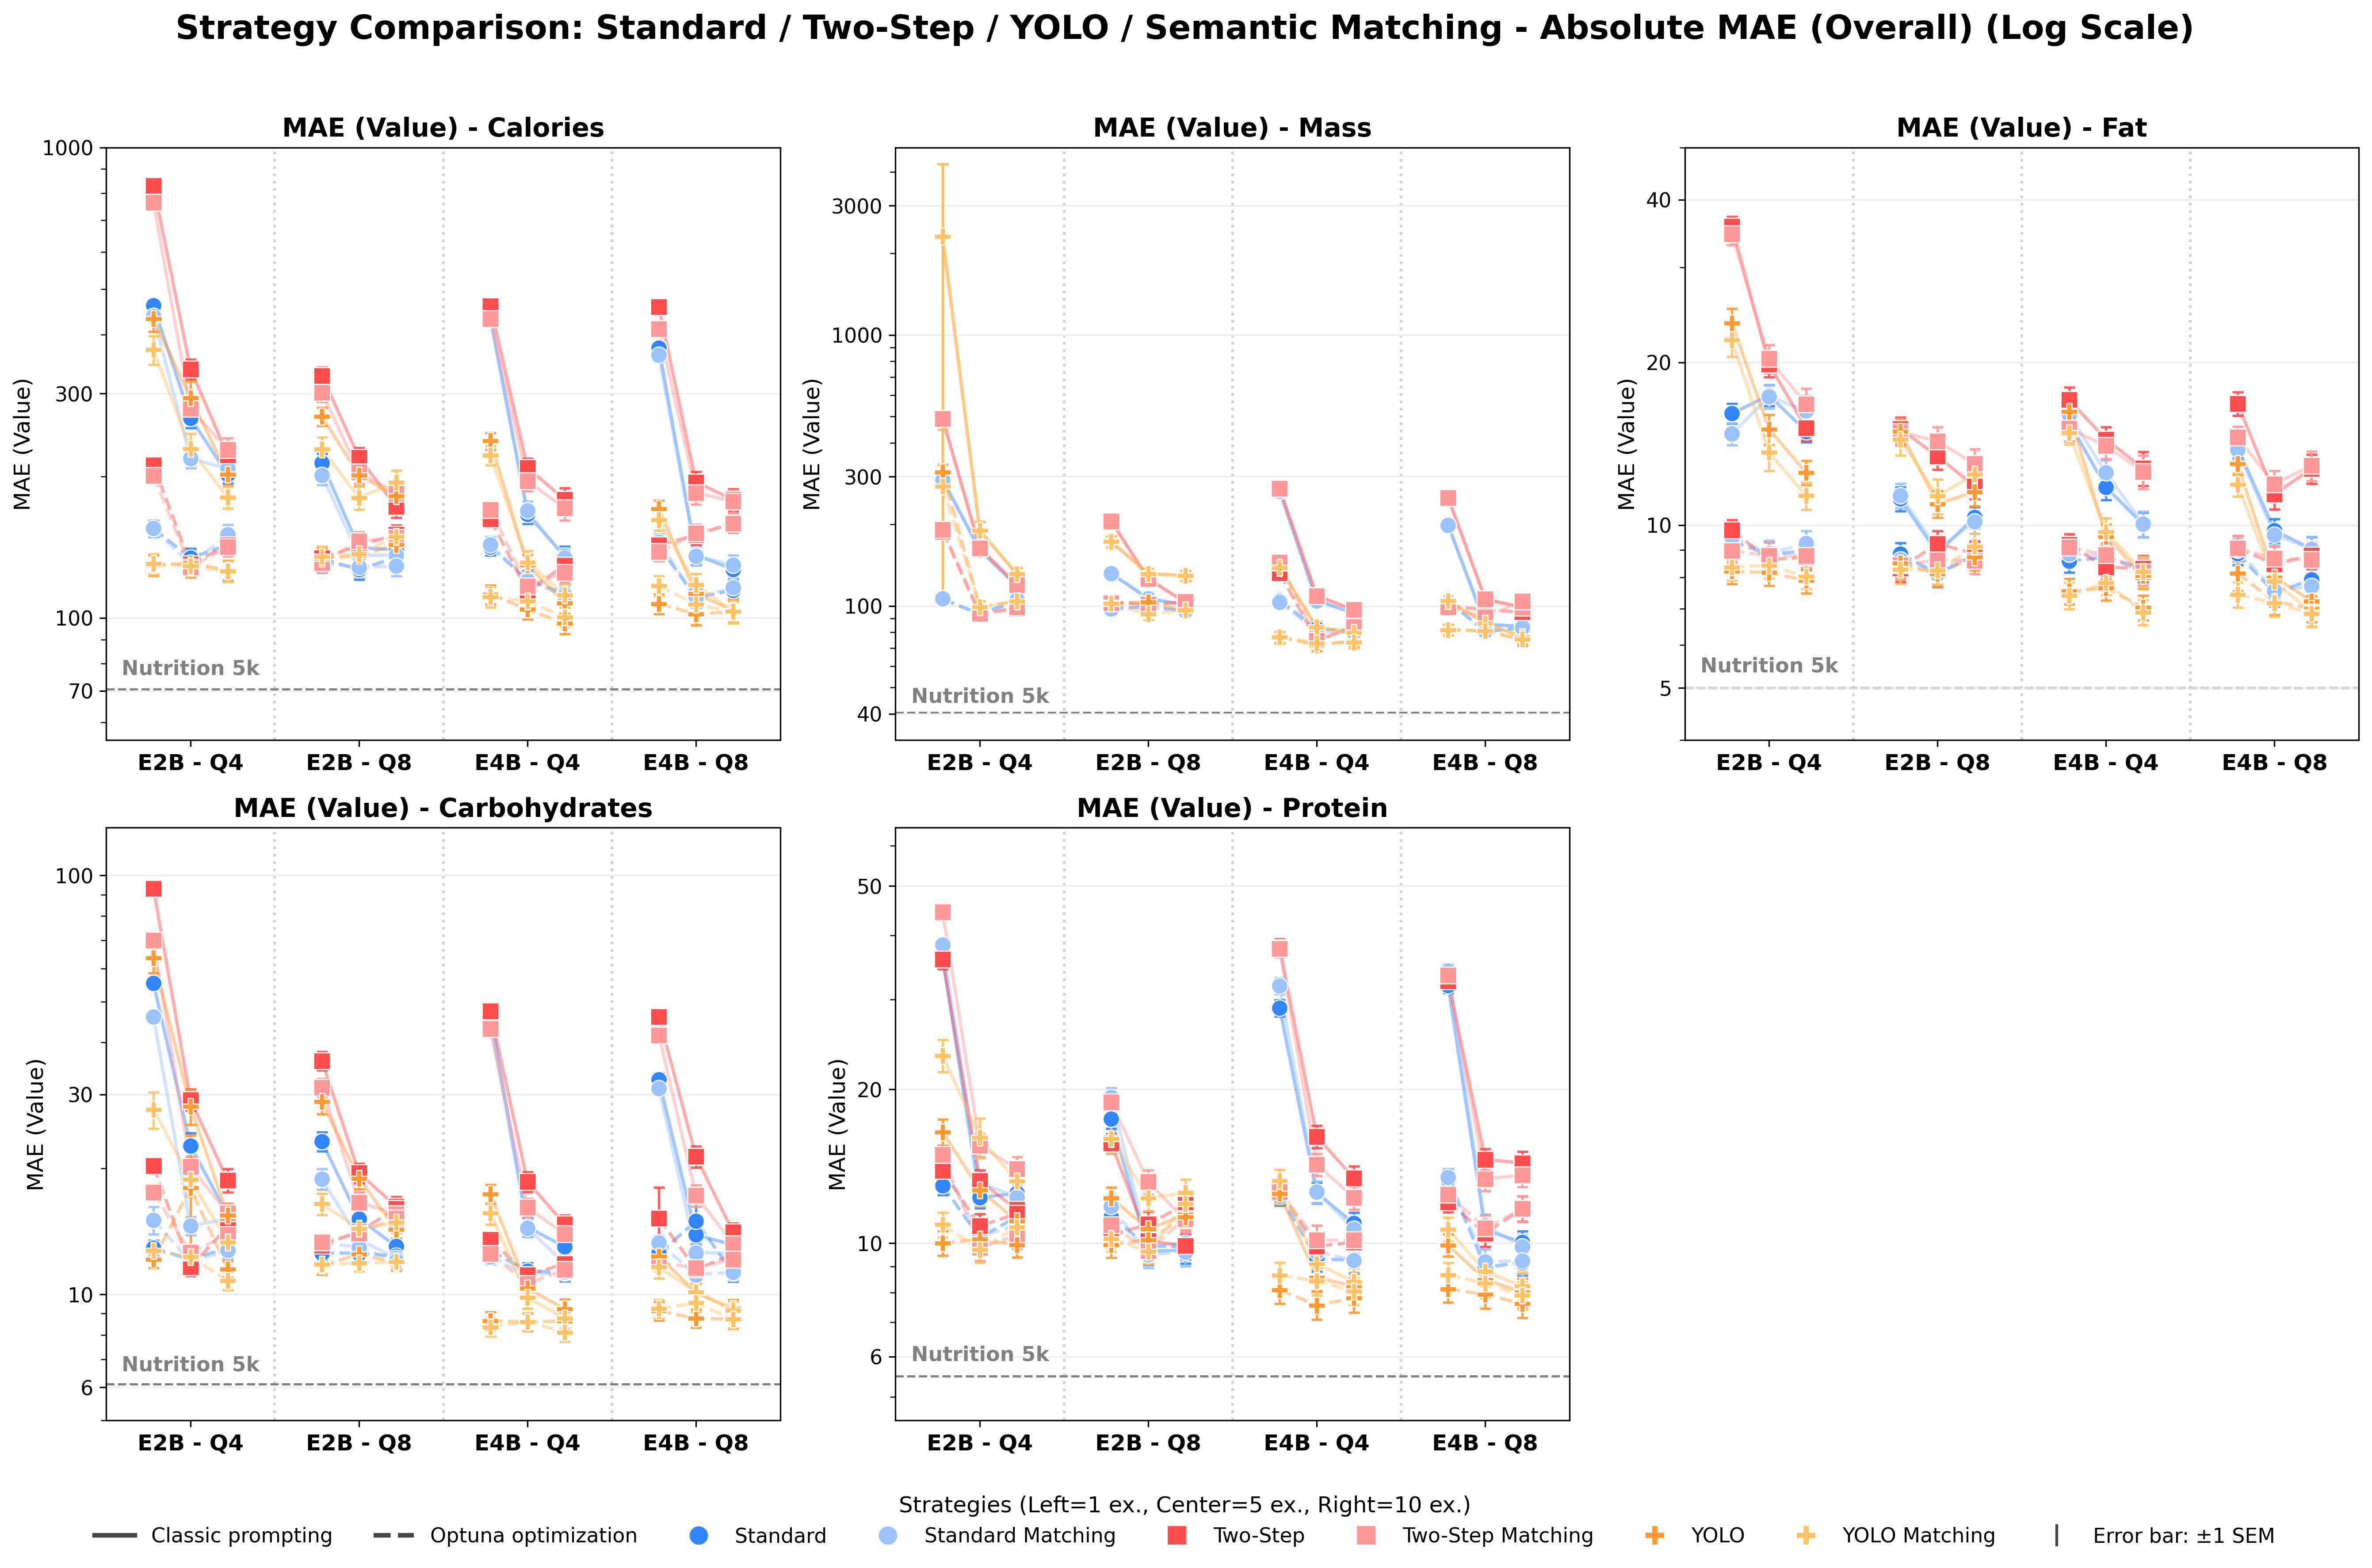 Strategy Comparison: Standard / Two-Step / YOLO / Semantic Matching - Absolute MAE (Overall) (Log Scale)
MAE (Value) - Calories
MAE (Value)
1000
300
100
70
Nutrition 5k
E2B - Q4
E2B - Q8
E4B - Q4
E4B - Q8
MAE (Value) - Mass
MAE (Value)
3000
1000
300
100
40
Nutrition 5k
E2B - Q4
E2B - Q8
E4B - Q4
E4B - Q8
MAE (Value) - Fat
MAE (Value)
40
20
10
5
Nutrition 5k
E2B - Q4
E2B - Q8
E4B - Q4
E4B - Q8
MAE (Value) - Carbohydrates
MAE (Value)
100
30
10
6
Nutrition 5k
E2B - Q4
E2B - Q8
E4B - Q4
E4B - Q8
MAE (Value) - Protein
MAE (Value)
50
20
10
6
Nutrition 5k
E2B - Q4
E2B - Q8
E4B - Q4
E4B - Q8
Strategies (Left=1 ex., Center=5 ex., Right=10 ex.)
Classic prompting
Optuna optimization
Standard
Standard Matching
Two-Step
Two-Step Matching
YOLO
YOLO Matching
Error bar: ±1 SEM